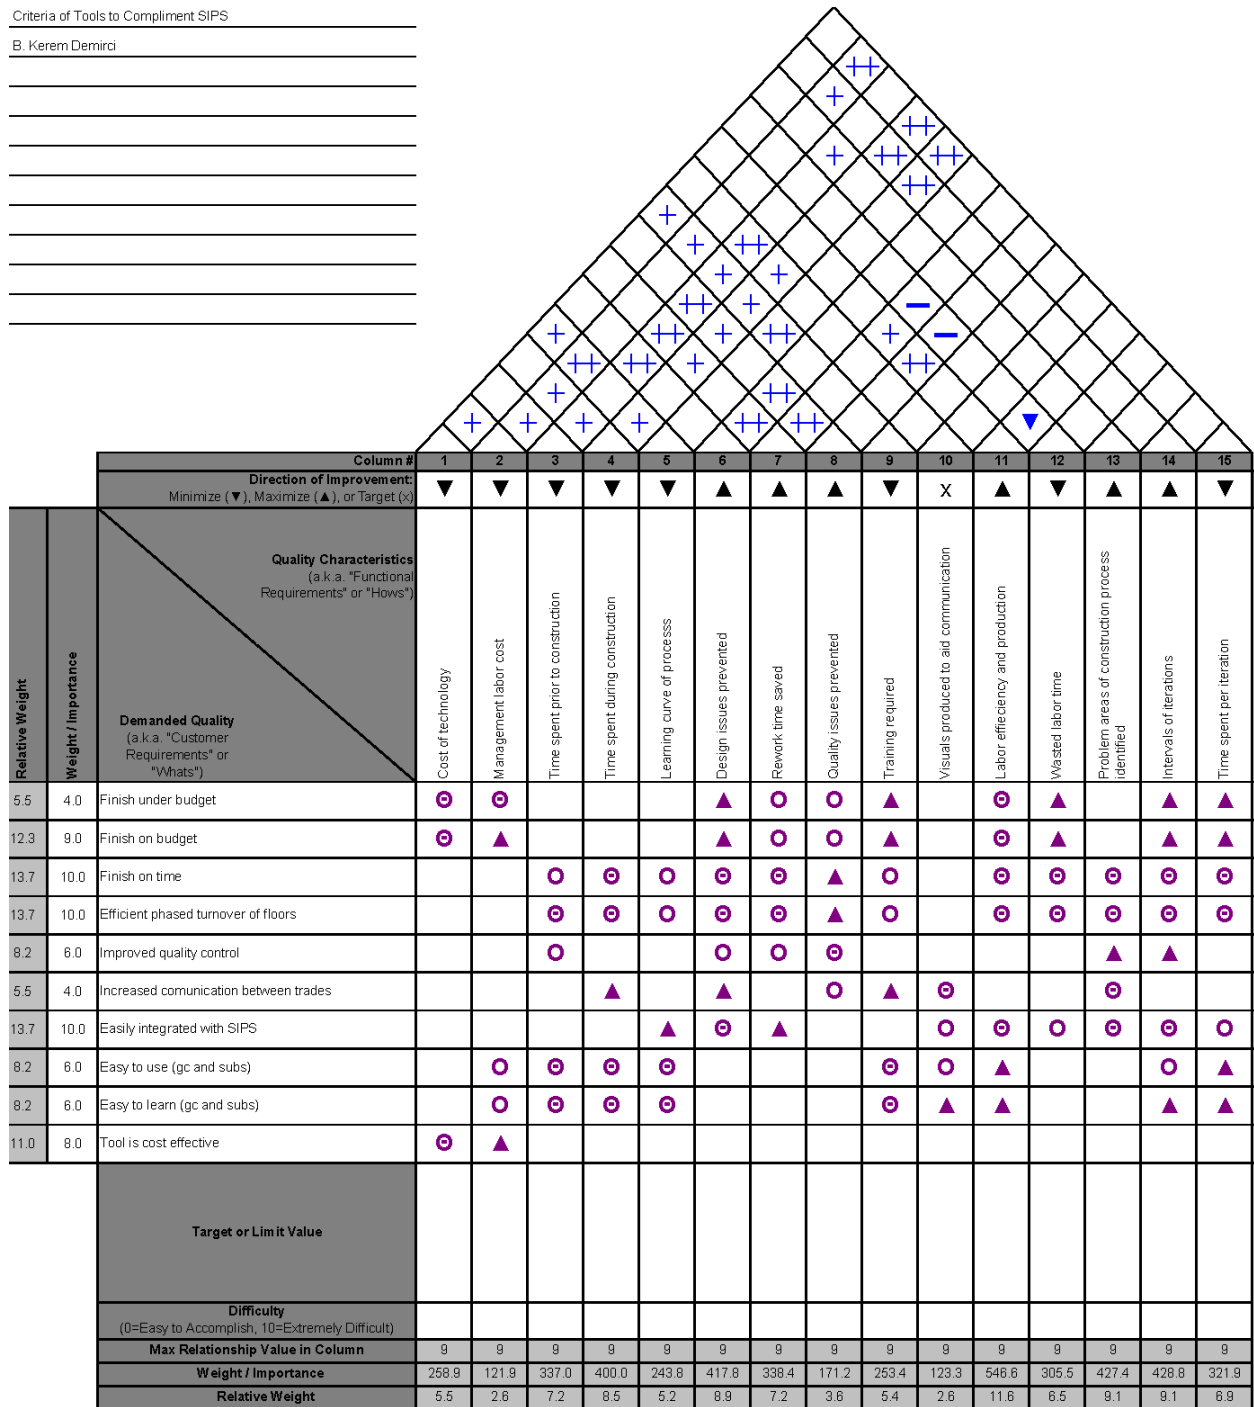 Criteria of Tools to Compliment SIPS
B. Kerem Demirci
Column # 1 2 3 4 5 6 7 8 9 10 11 12 13 14 15
Direction of Improvement:
Minimize (▼), Maximize (▲), or Target (x)
▼ ▼ ▼ ▼ ▼ ▲ ▲ ▲ ▼ X ▲ ▼ ▲ ▲ ▼
Relative Weight
Weight / Importance
Quality Characteristics
(a.k.a. "Functional
Requirements" or "Hows")
Demanded Quality
(a.k.a. "Customer
Requirements" or
"Whats")
Cost of technology
Management labor cost
Time spent prior to construction
Time spent during construction
Learning curve of processs
Design issues prevented
Rework time saved
Quality issues prevented
Training required
Visuals produced to aid communication
Labor effieciency and production
Wasted labor time
Problem areas of construction process
identified
Intervals of iterations
Time spent per iteration
5.5 4.0 Finish under budget
12.3 9.0 Finish on budget
13.7 10.0 Finish on time
13.7 10.0 Efficient phased turnover of floors
8.2 6.0 Improved quality control
5.5 4.0 Increased comunication between trades
13.7 10.0 Easily integrated with SIPS
8.2 6.0 Easy to use (gc and subs)
8.2 6.0 Easy to learn (gc and subs)
11.0 8.0 Tool is cost effective
Target or Limit Value
Difficulty
(0=Easy to Accomplish, 10=Extremely Difficult)
Max Relationship Value in Column 9 9 9 9 9 9 9 9 9 9 9 9 9 9 9
Weight / Importance 258.9 121.9 337.0 400.0 243.8 417.8 338.4 171.2 253.4 123.3 546.6 305.5 427.4 428.8 321.9
Relative Weight 5.5 2.6 7.2 8.5 5.2 8.9 7.2 3.6 5.4 2.6 11.6 6.5 9.1 9.1 6.9